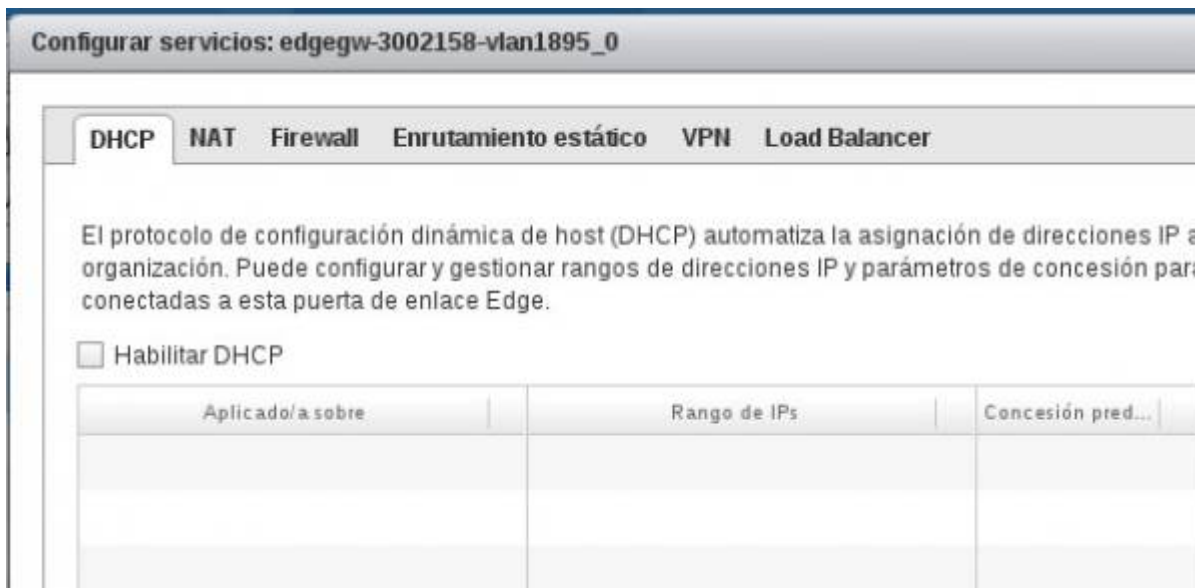 Configurar servicios: edgegw-3002158-vlan1895_0
DHCP NAT Firewall Enrutamiento estático VPN Load Balancer
El protocolo de configuración dinámica de host (DHCP) automatiza la asignación de direcciones IP a
organización. Puede configurar y gestionar rangos de direcciones IP y parámetros de concesión para
conectadas a esta puerta de enlace Edge.
Habilitar DHCP
Aplicado/a sobre Rango de IPs Concesión pred...